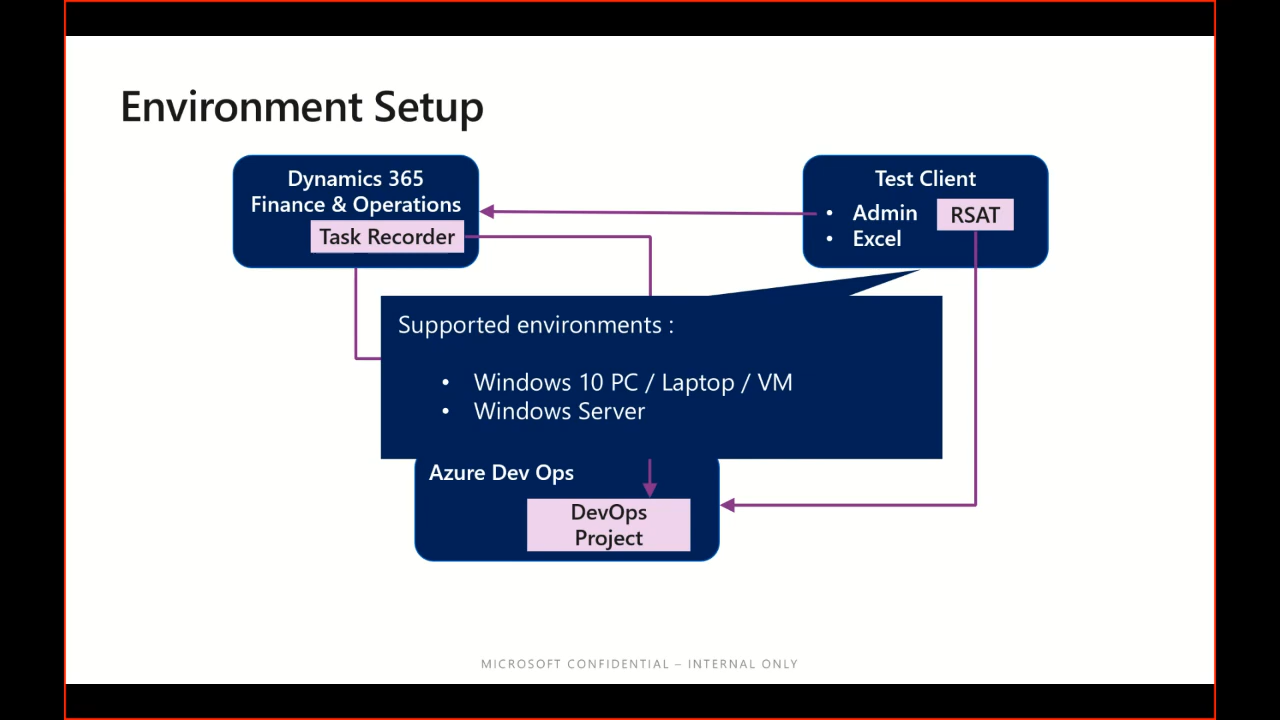 Environment Setup
Dynamics 365
Finance & Operations
Task Recorder
Test Client
• Admin
• Excel
RSAT
Supported environments :
• Windows 10 PC / Laptop / VM
• Windows Server
Azure Dev Ops
DevOps
Project
MICROSOFT CONFIDENTIAL – INTERNAL ONLY